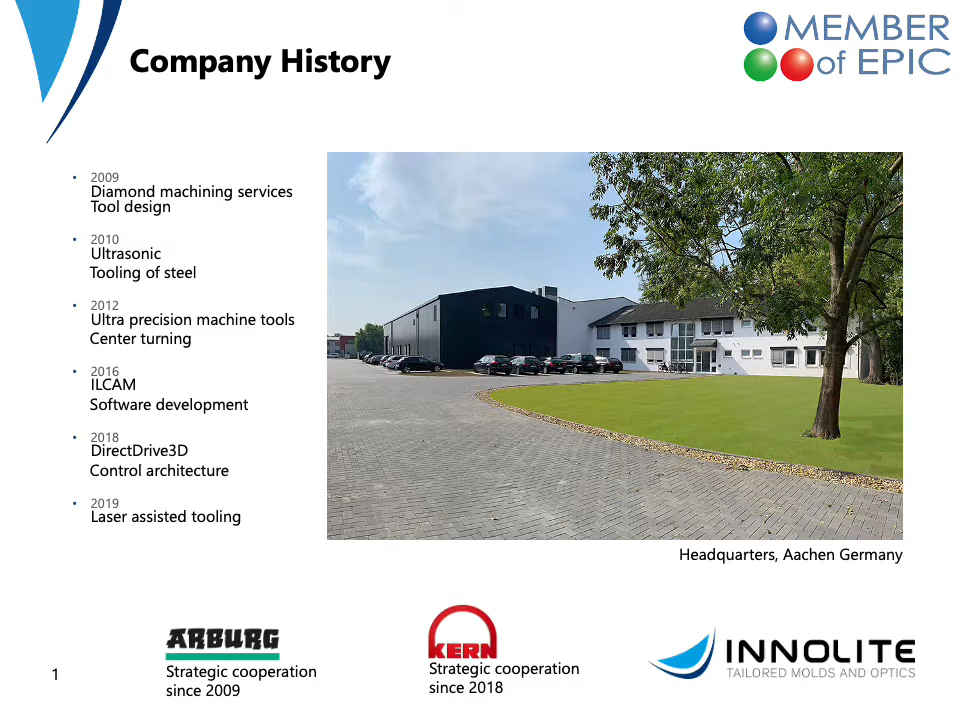 Company History
MEMBER
of EPIC
• 2009
Diamond machining services
Tool design
• 2010
Ultrasonic
Tooling of steel
• 2012
Ultra precision machine tools
Center turning
• 2016
ILCAM
Software development
• 2018
DirectDrive3D
Control architecture
• 2019
Laser assisted tooling
Headquarters, Aachen Germany
ARBURG
Strategic cooperation
since 2009
KERN
Strategic cooperation
since 2018
INNOLITE
TAILORED MOLDS AND OPTICS
1